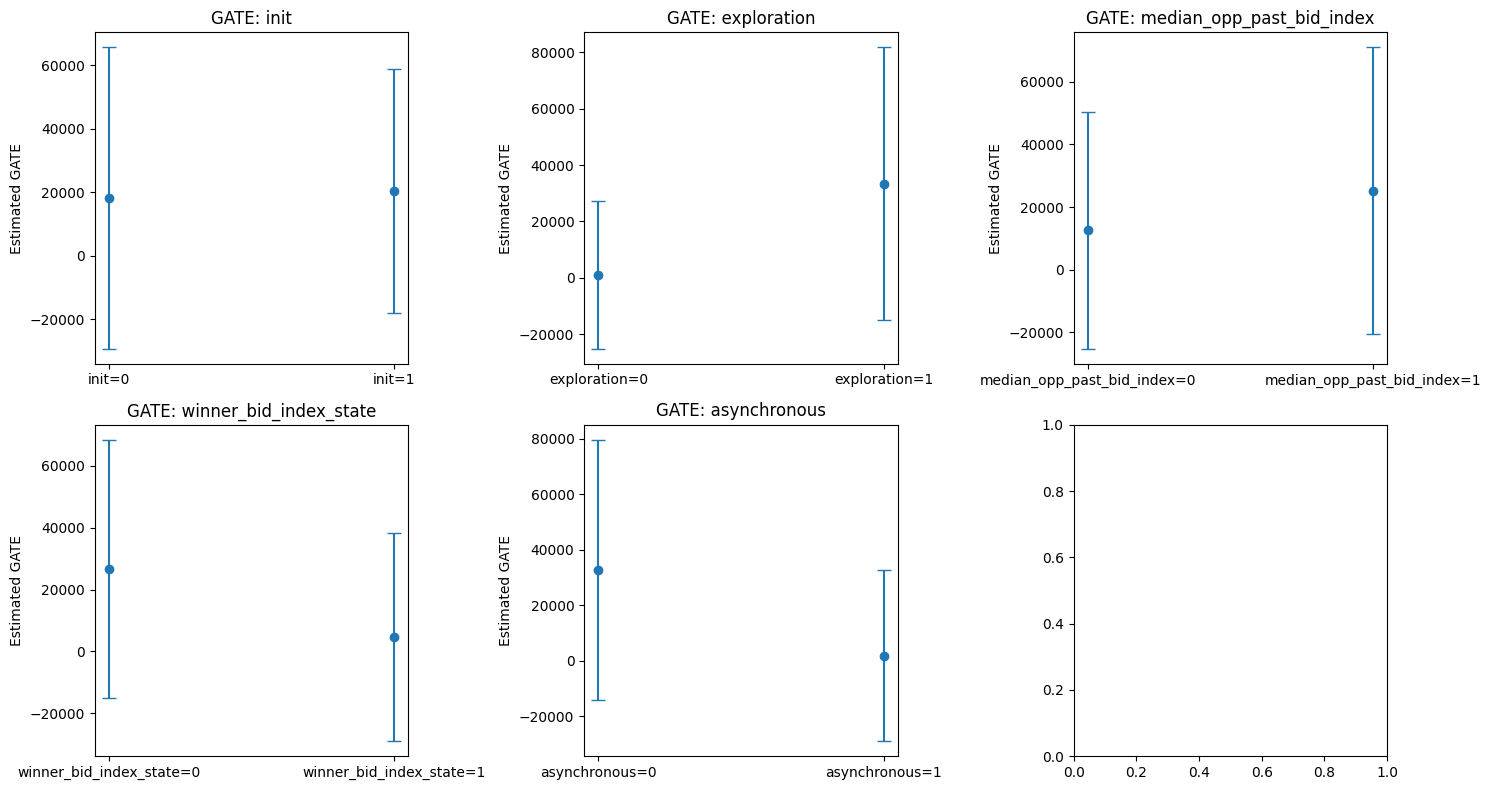 GATE: init
Estimated GATE
60000
40000
20000
0
−20000
init=0
init=1
GATE: exploration
Estimated GATE
80000
60000
40000
20000
0
−20000
exploration=0
exploration=1
GATE: median_opp_past_bid_index
Estimated GATE
60000
40000
20000
0
−20000
median_opp_past_bid_index=0
median_opp_past_bid_index=1
GATE: winner_bid_index_state
Estimated GATE
60000
40000
20000
0
−20000
winner_bid_index_state=0
winner_bid_index_state=1
GATE: asynchronous
Estimated GATE
80000
60000
40000
20000
0
−20000
asynchronous=0
asynchronous=1
1.0
0.8
0.6
0.4
0.2
0.0
0.0
0.2
0.4
0.6
0.8
1.0